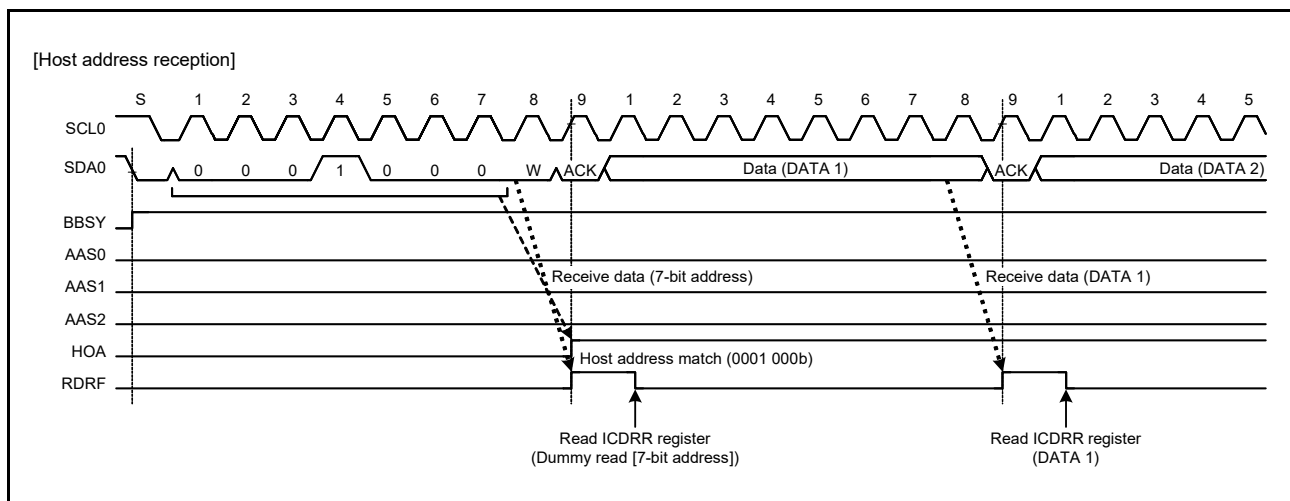 [Host address reception]
S 1 2 3 4 5 6 7 8 9 1 2 3 4 5 6 7 8 9 1 2 3 4 5
SCL0
SDA0 0 0 0 1 0 0 0 W ACK Data (DATA 1) ACK Data (DATA 2)
BBSY
AAS0
Receive data (7-bit address) Receive data (DATA 1)
AAS1
AAS2
HOA
Host address match (0001 000b)
RDRF
Read ICDRR register
(Dummy read [7-bit address])
Read ICDRR register
(DATA 1)